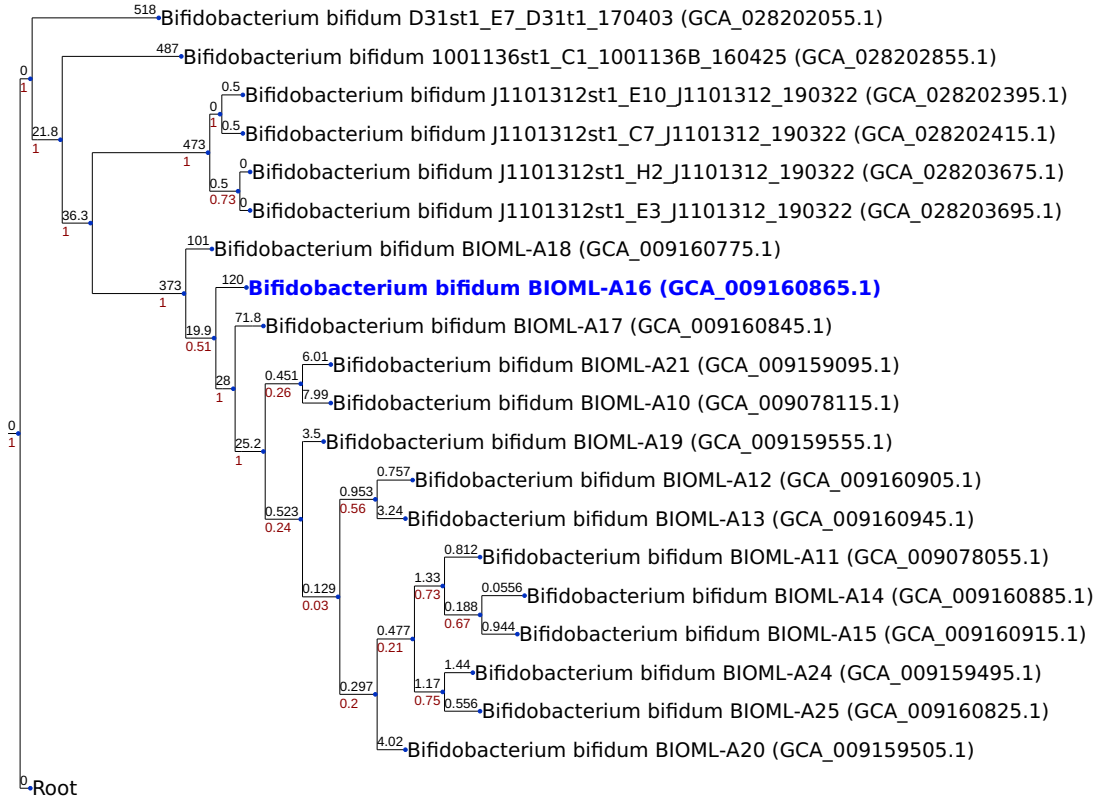 518 Bifidobacterium bifidum D31st1_E7_D31t1_170403 (GCA_028202055.1)
487 Bifidobacterium bifidum 1001136st1_C1_1001136B_160425 (GCA_028202855.1)
0
1
0.5 Bifidobacterium bifidum J1101312st1_E10_J1101312_190322 (GCA_028202395.1)
0
1
0.5 Bifidobacterium bifidum J1101312st1_C7_J1101312_190322 (GCA_028202415.1)
21.8
1
473
1
0 Bifidobacterium bifidum J1101312st1_H2_J1101312_190322 (GCA_028203675.1)
0.5
0.73
0 Bifidobacterium bifidum J1101312st1_E3_J1101312_190322 (GCA_028203695.1)
36.3
1
101 Bifidobacterium bifidum BIOML-A18 (GCA_009160775.1)
373
1
120 Bifidobacterium bifidum BIOML-A16 (GCA_009160865.1)
19.9
0.51
71.8 Bifidobacterium bifidum BIOML-A17 (GCA_009160845.1)
6.01 Bifidobacterium bifidum BIOML-A21 (GCA_009159095.1)
28
1
0.451
0.26
7.99 Bifidobacterium bifidum BIOML-A10 (GCA_009078115.1)
0
1
25.2
1
3.5 Bifidobacterium bifidum BIOML-A19 (GCA_009159555.1)
0.757 Bifidobacterium bifidum BIOML-A12 (GCA_009160905.1)
0.953
0.56
3.24 Bifidobacterium bifidum BIOML-A13 (GCA_009160945.1)
0.523
0.24
0.812 Bifidobacterium bifidum BIOML-A11 (GCA_009078055.1)
1.33
0.73
0.129
0.03
0.0556 Bifidobacterium bifidum BIOML-A14 (GCA_009160885.1)
0.188
0.67
0.944 Bifidobacterium bifidum BIOML-A15 (GCA_009160915.1)
0.477
0.21
1.44 Bifidobacterium bifidum BIOML-A24 (GCA_009159495.1)
1.17
0.75
0.297
0.2
0.556 Bifidobacterium bifidum BIOML-A25 (GCA_009160825.1)
4.02 Bifidobacterium bifidum BIOML-A20 (GCA_009159505.1)
0 Root